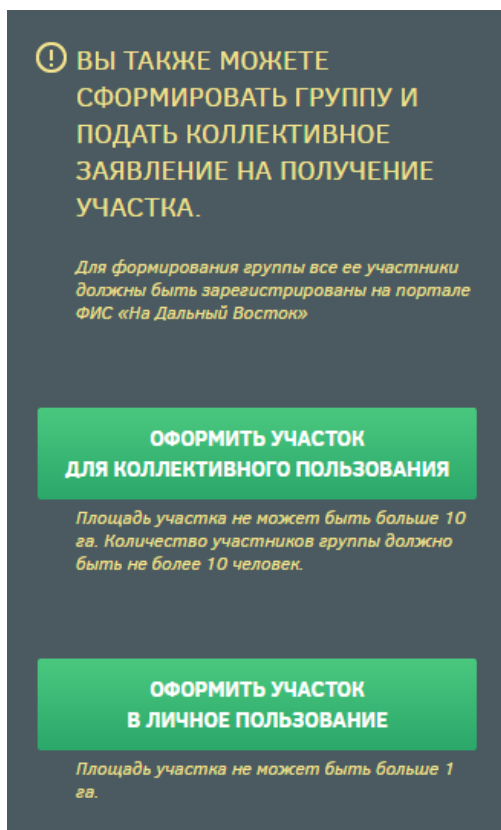 ВЫ ТАКЖЕ МОЖЕТЕ
СФОРМИРОВАТЬ ГРУППУ И
ПОДАТЬ КОЛЛЕКТИВНОЕ
ЗАЯВЛЕНИЕ НА ПОЛУЧЕНИЕ
УЧАСТКА.
Для формирования группы все ее участники
должны быть зарегистрированы на портале
ФИС «На Дальный Восток»
ОФОРМИТЬ УЧАСТОК
ДЛЯ КОЛЛЕКТИВНОГО ПОЛЬЗОВАНИЯ
Площадь участка не может быть больше 10
га. Количество участников группы должно
быть не более 10 человек.
ОФОРМИТЬ УЧАСТОК
В ЛИЧНОЕ ПОЛЬЗОВАНИЕ
Площадь участка не может быть больше 1
га.